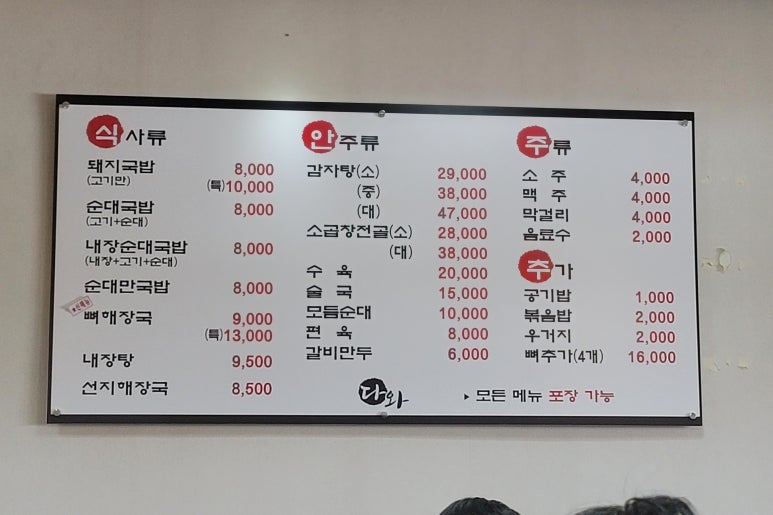 식사류
돼지국밥 8,000
(고기만) (특)10,000
순대국밥 8,000
(고기+순대)
내장순대국밥 8,000
(내장+고기+순대)
순대만국밥 8,000
뼈해장국 9,000
(특)13,000
내장탕 9,500
선지해장국 8,500
안주류
감자탕(소) 29,000
(중) 38,000
(대) 47,000
소곱창전골(소) 28,000
(대) 38,000
수 육 20,000
술 국 15,000
모듬순대 10,000
편 육 8,000
갈비만두 6,000
다와
주류
소 주 4,000
맥 주 4,000
막걸리 4,000
음료수 2,000
추가
공기밥 1,000
볶음밥 2,000
우거지 2,000
뼈추가(4개) 16,000
▸ 모든 메뉴 포장 가능